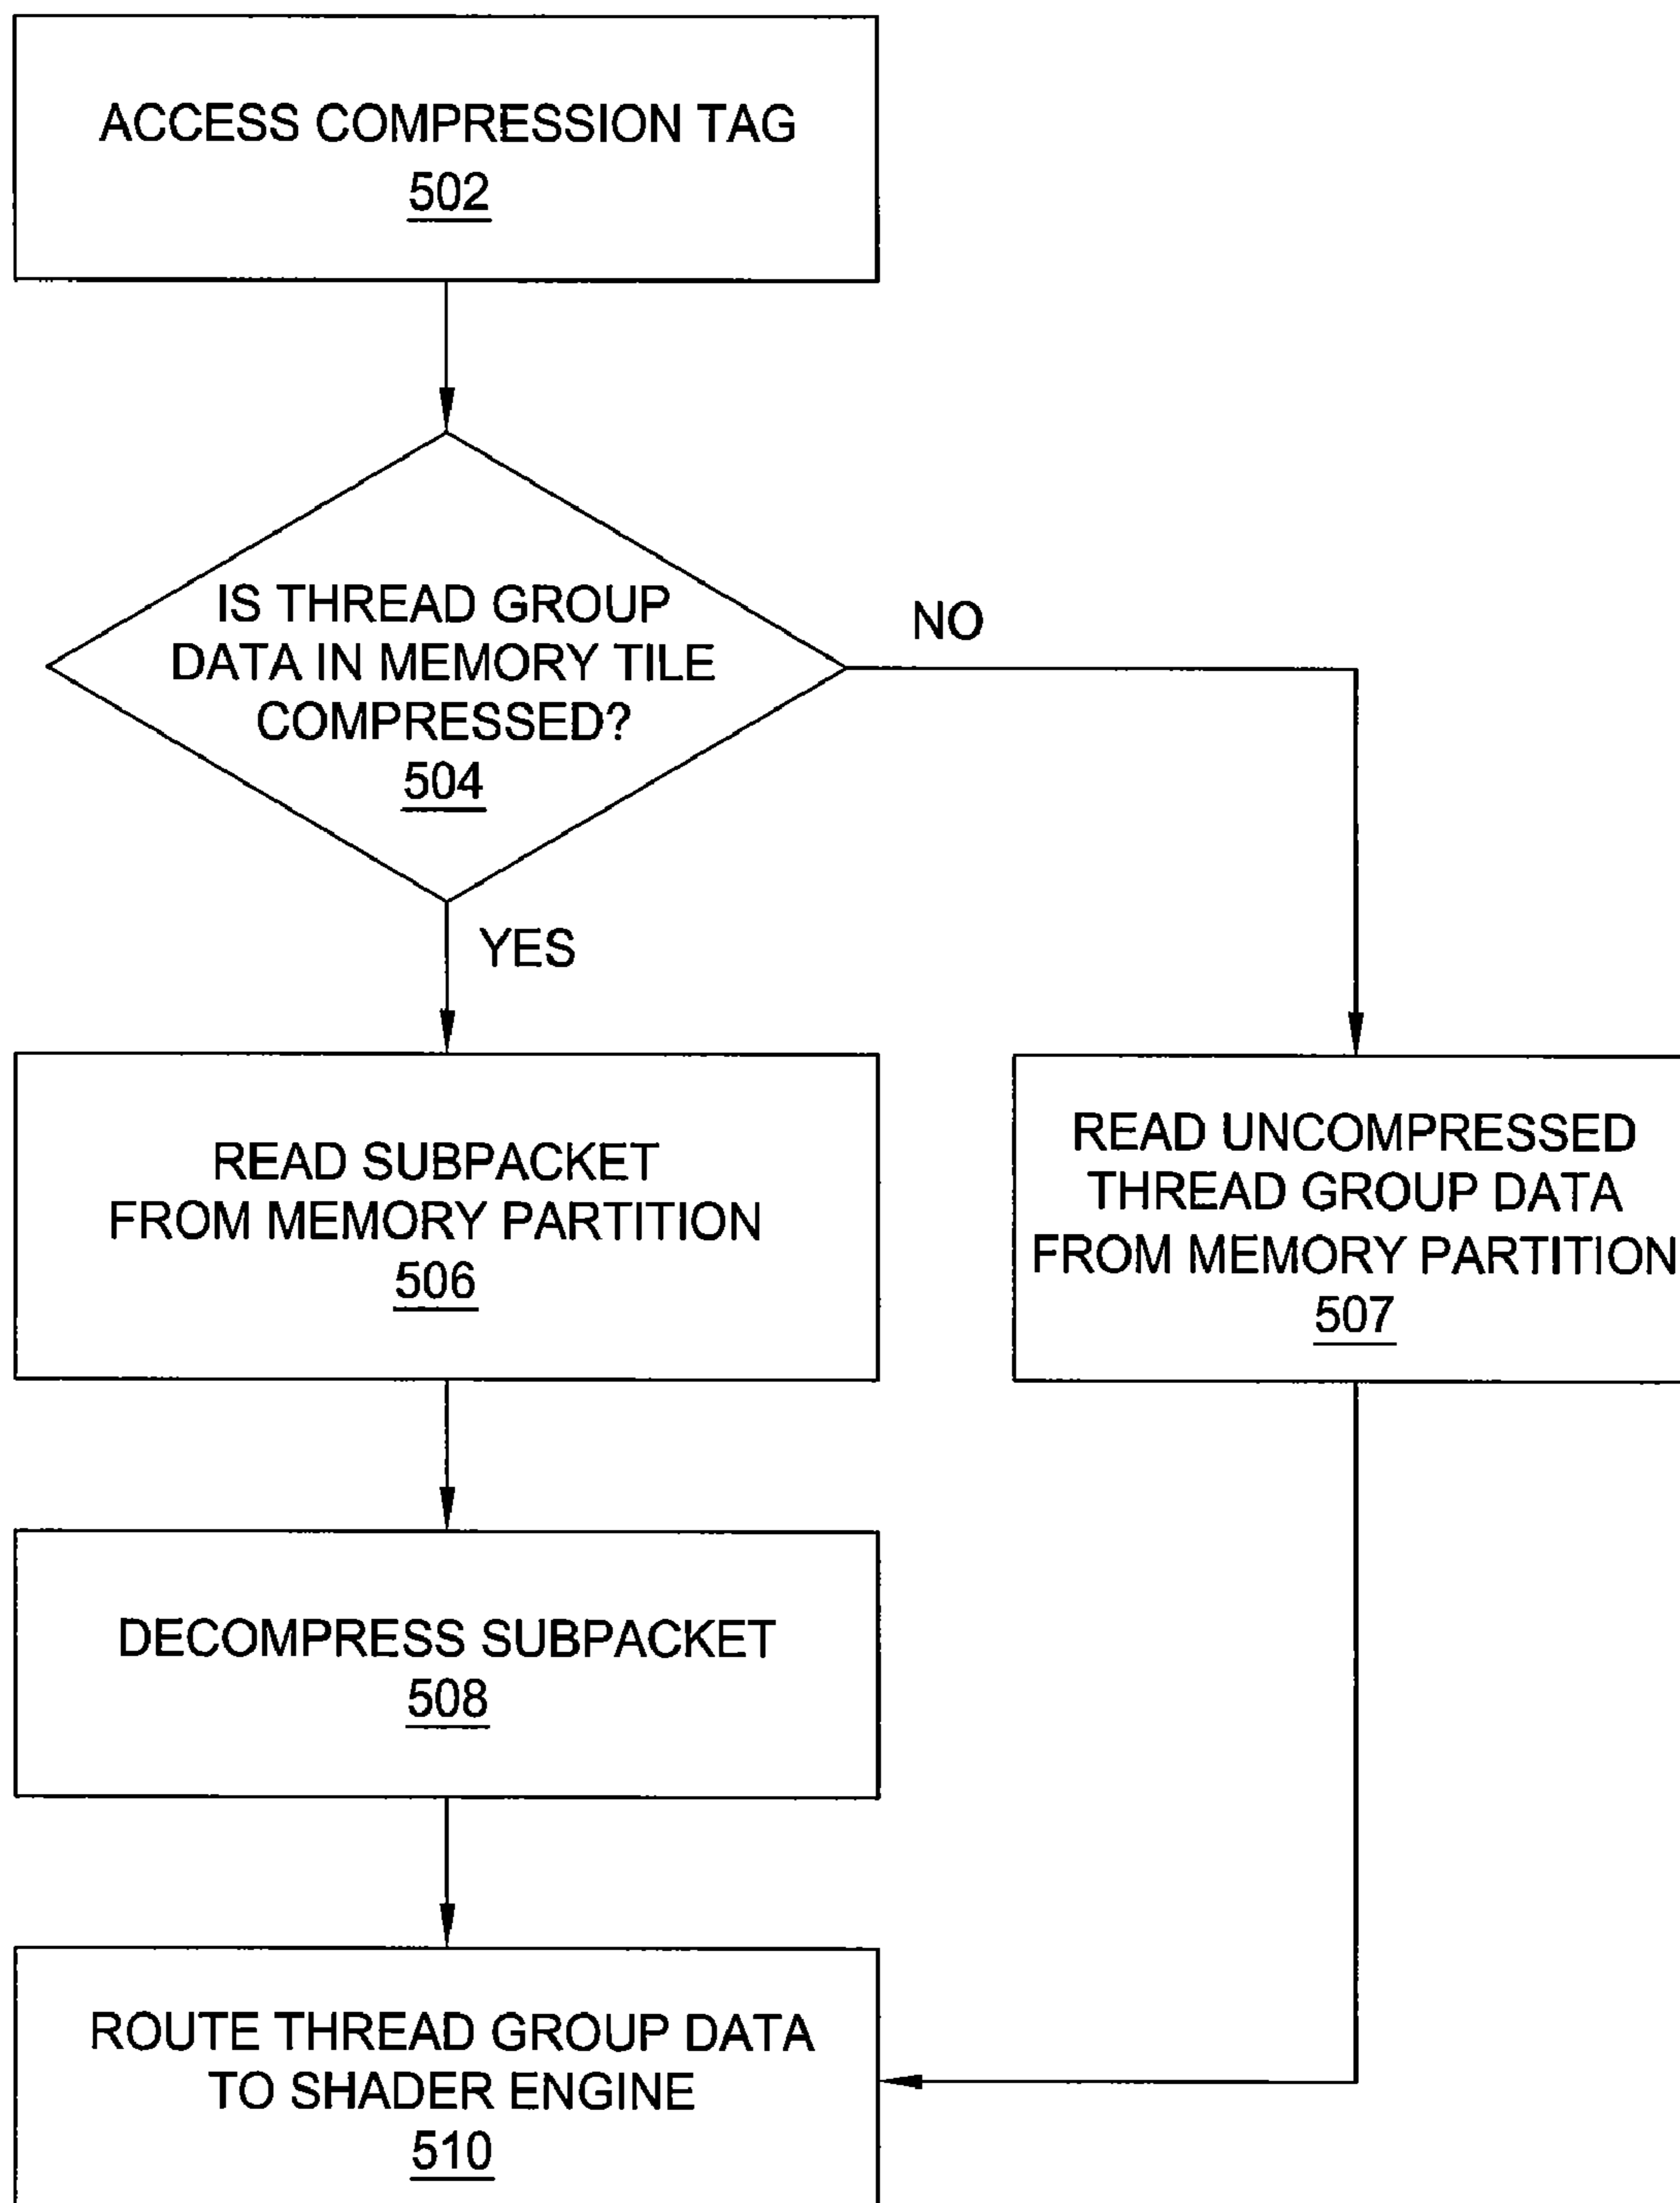 ACCESS COMPRESSION TAG
502
IS THREAD GROUP
DATA IN MEMORY TILE
COMPRESSED?
504
NO
YES
READ SUBPACKET
FROM MEMORY PARTITION
506
READ UNCOMPRESSED
THREAD GROUP DATA
FROM MEMORY PARTITION
507
DECOMPRESS SUBPACKET
508
ROUTE THREAD GROUP DATA
TO SHADER ENGINE
510